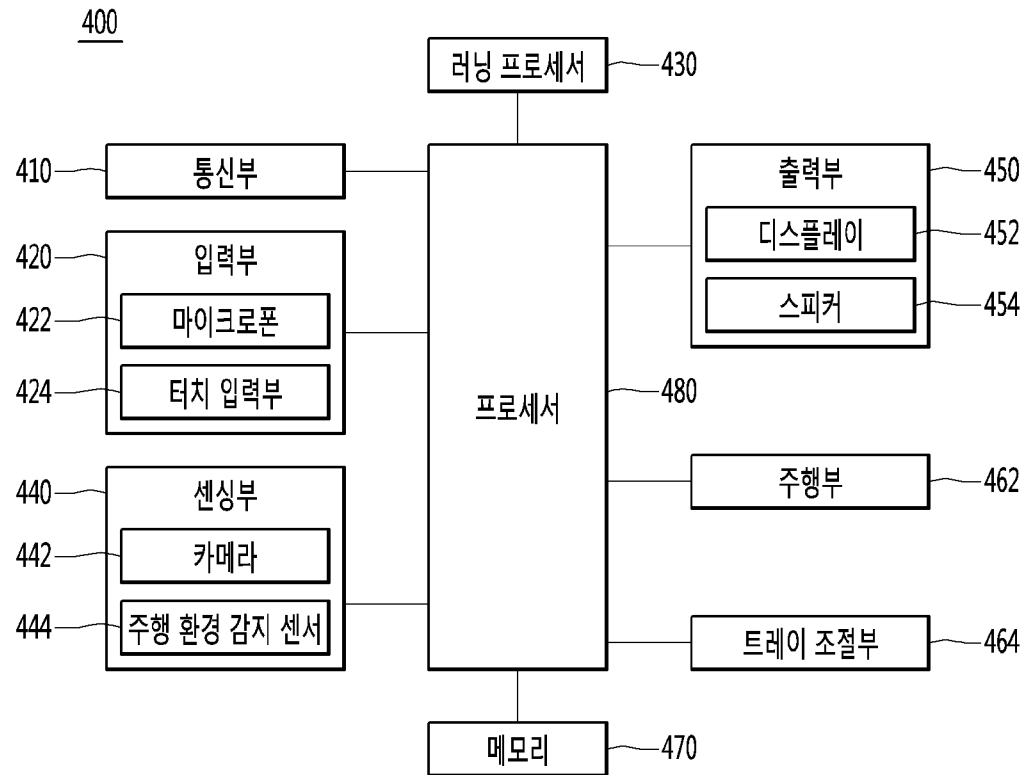 400
러닝 프로세서 430
410 통신부
420 입력부
422 마이크로폰
424 터치 입력부
440 센싱부
442 카메라
444 주행 환경 감지 센서
프로세서 480
출력부 450
디스플레이 452
스피커 454
주행부 462
트레이 조절부 464
메모리 470